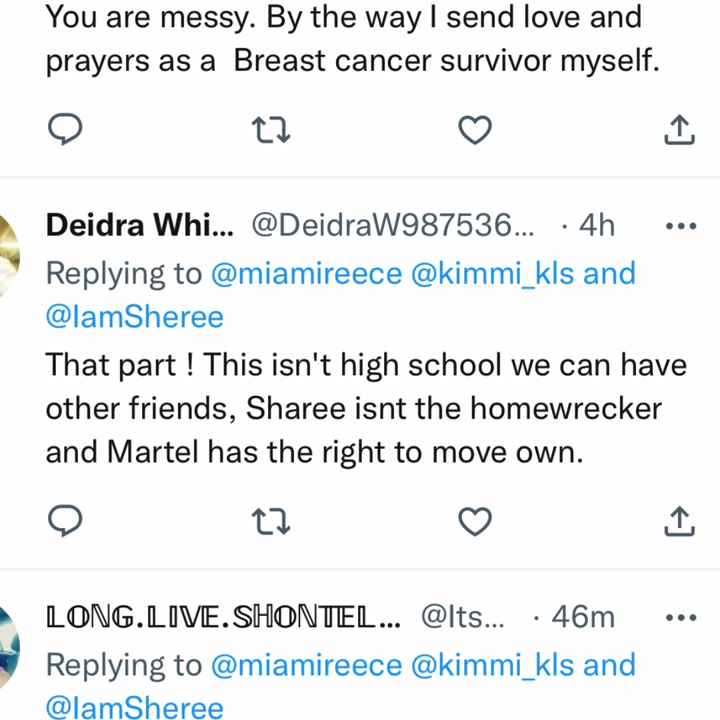 You are messy. By the way I send love and
prayers as a  Breast cancer survivor myself.
Deidra Whi... @DeidraW987536... · 4h
Replying to @miamireece @kimmi_kls and
@IamSheree
That part ! This isn't high school we can have
other friends, Sharee isnt the homewrecker
and Martel has the right to move own.
𝕃𝕆ℕ𝔾.𝕃𝕀𝕍𝔼.𝕊ℍ𝕆ℕ𝕋𝔼𝕃... @Its... · 46m
Replying to @miamireece @kimmi_kls and
@IamSheree